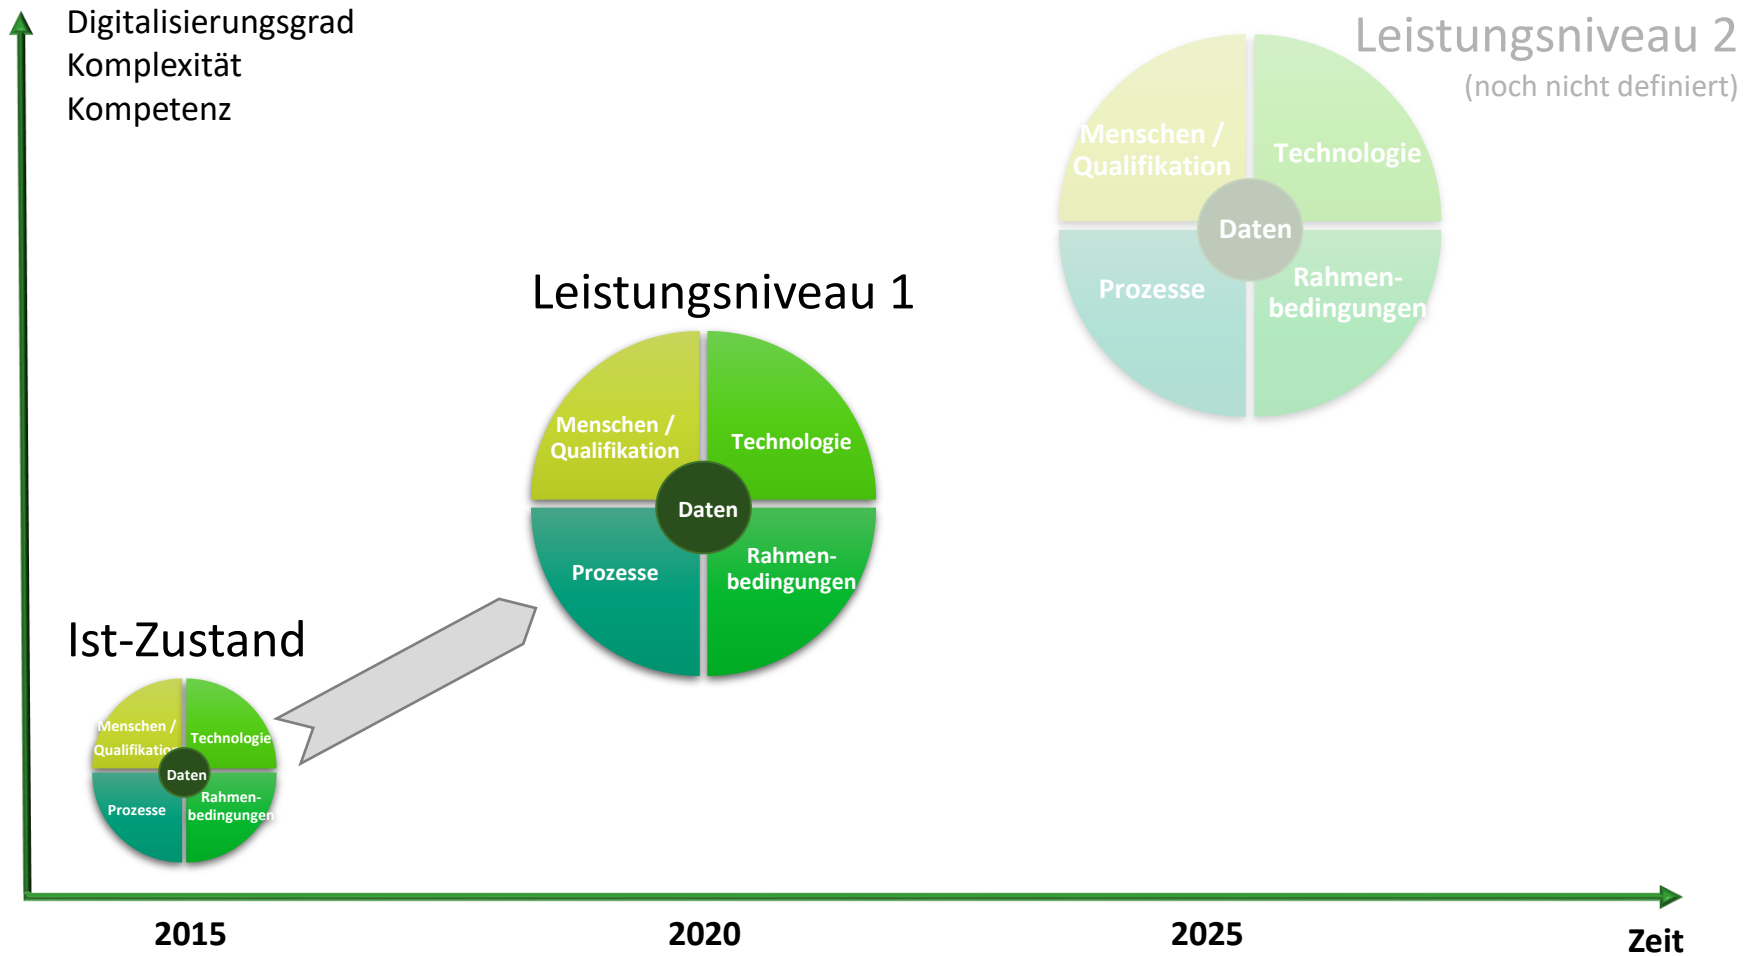 Digitalisierungsgrad
Komplexität
Kompetenz
Leistungsniveau 2
(noch nicht definiert)
Menschen /
Qualifikation
Technologie
Daten
Prozesse
Rahmen-
bedingungen
Leistungsniveau 1
Menschen /
Qualifikation
Technologie
Daten
Prozesse
Rahmen-
bedingungen
Ist-Zustand
Menschen /
Qualifikation
Technologie
Daten
Prozesse
Rahmen-
bedingungen
2015
2020
2025
Zeit